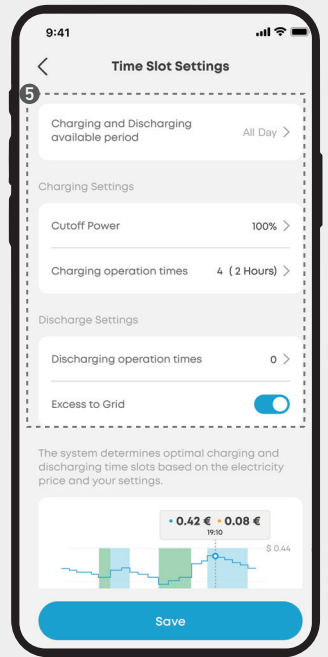 9:41
Time Slot Settings
5
Charging and Discharging
available period
All Day >
Charging Settings
Cutoff Power 100% >
Charging operation times 4 ( 2 Hours) >
Discharge Settings
Discharging operation times 0 >
Excess to Grid
The system determines optimal charging and
discharging time slots based on the electricity
price and your settings.
• 0.42 € • 0.08 €
19:10
$ 0.44
Save